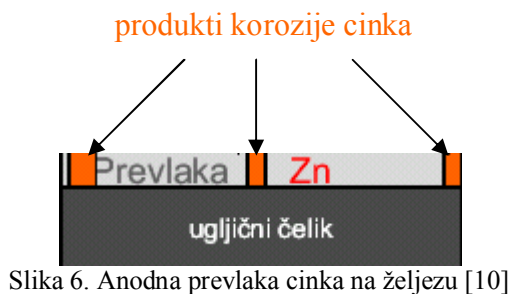 produkti korozije cinka
Prevlaka Zn
ugljični čelik
Slika 6. Anodna prevlaka cinka na željezu [10]